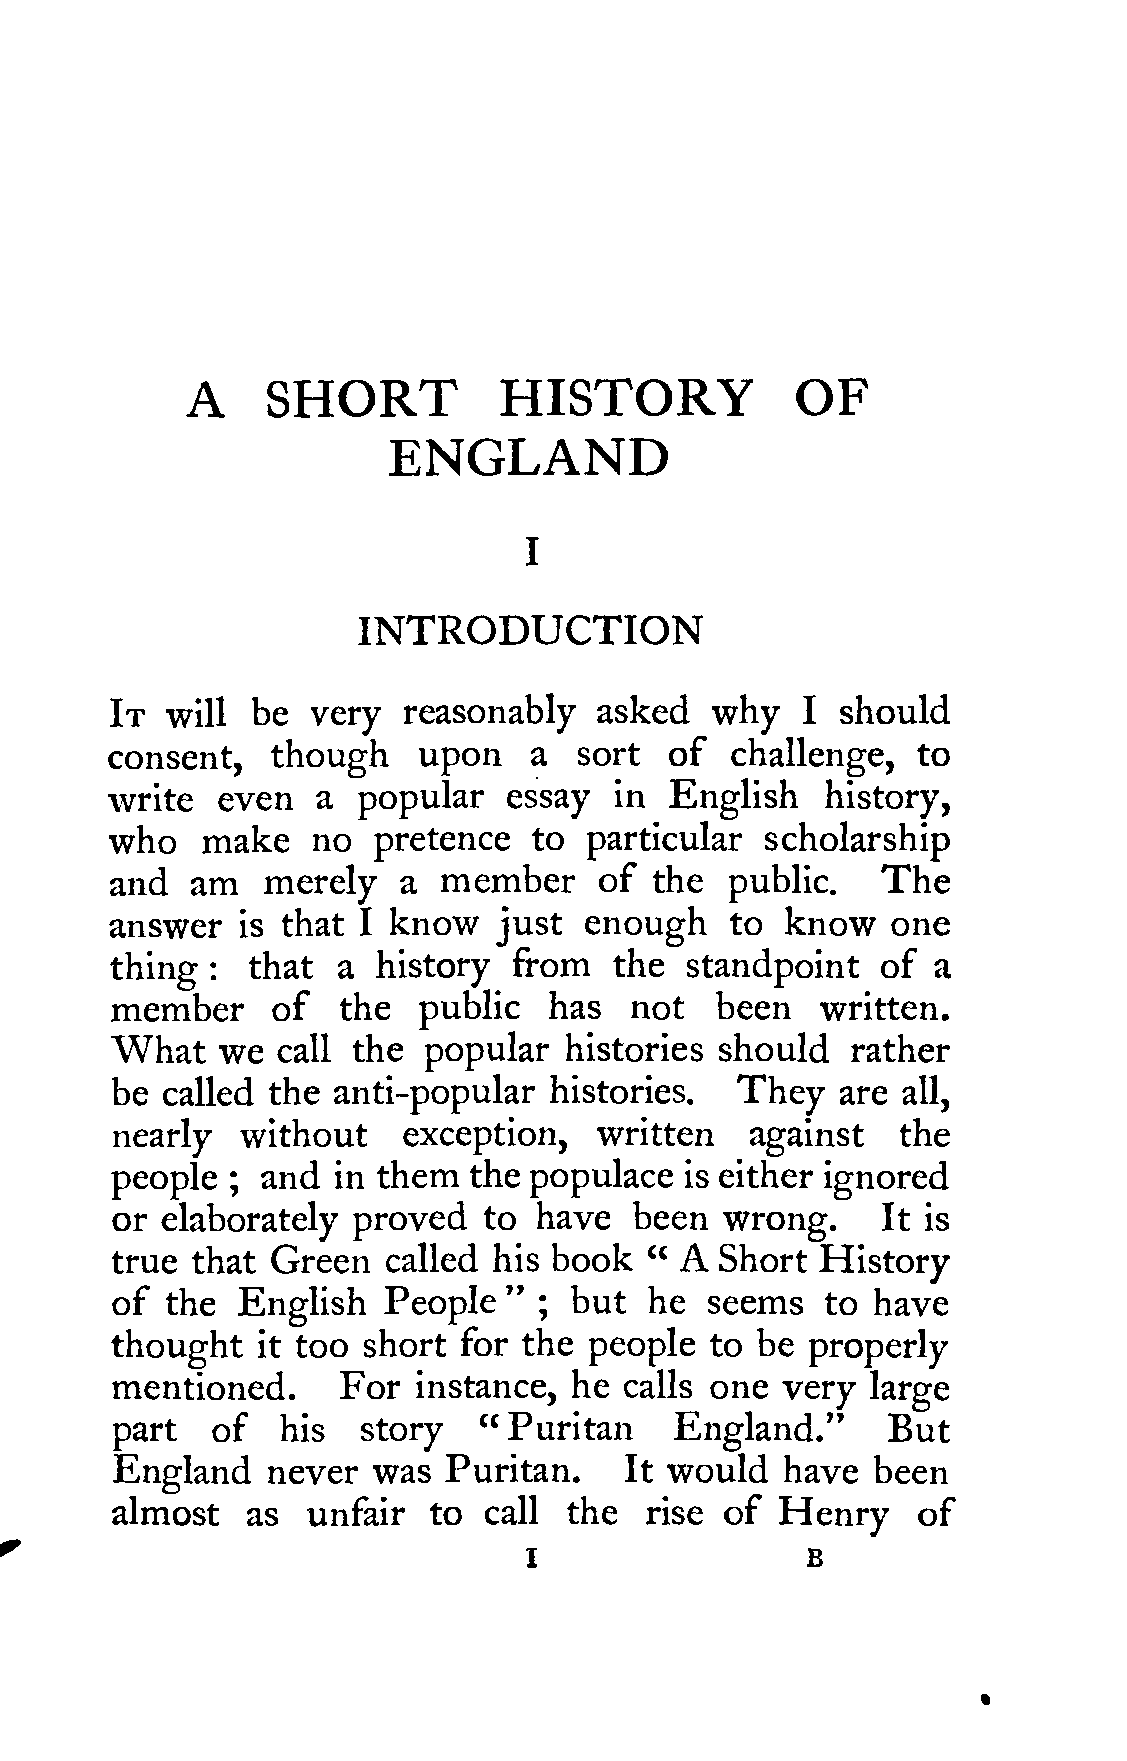 A SHORT HISTORY OF
ENGLAND
I
INTRODUCTION
IT will be very reasonably asked why I should
consent, though upon a sort of challenge, to
write even a popular essay in English history,
who make no pretence to particular scholarship
and am merely a member of the public. The
answer is that I know just enough to know one
thing : that a history from the standpoint of a
member of the public has not been written.
What we call the popular histories should rather
be called the anti-popular histories. They are all,
nearly without exception, written against the
people ; and in them the populace is either ignored
or elaborately proved to have been wrong. It is
true that Green called his book “ A Short History
of the English People ” ; but he seems to have
thought it too short for the people to be properly
mentioned. For instance, he calls one very large
part of his story “ Puritan England.” But
England never was Puritan. It would have been
almost as unfair to call the rise of Henry of
I B